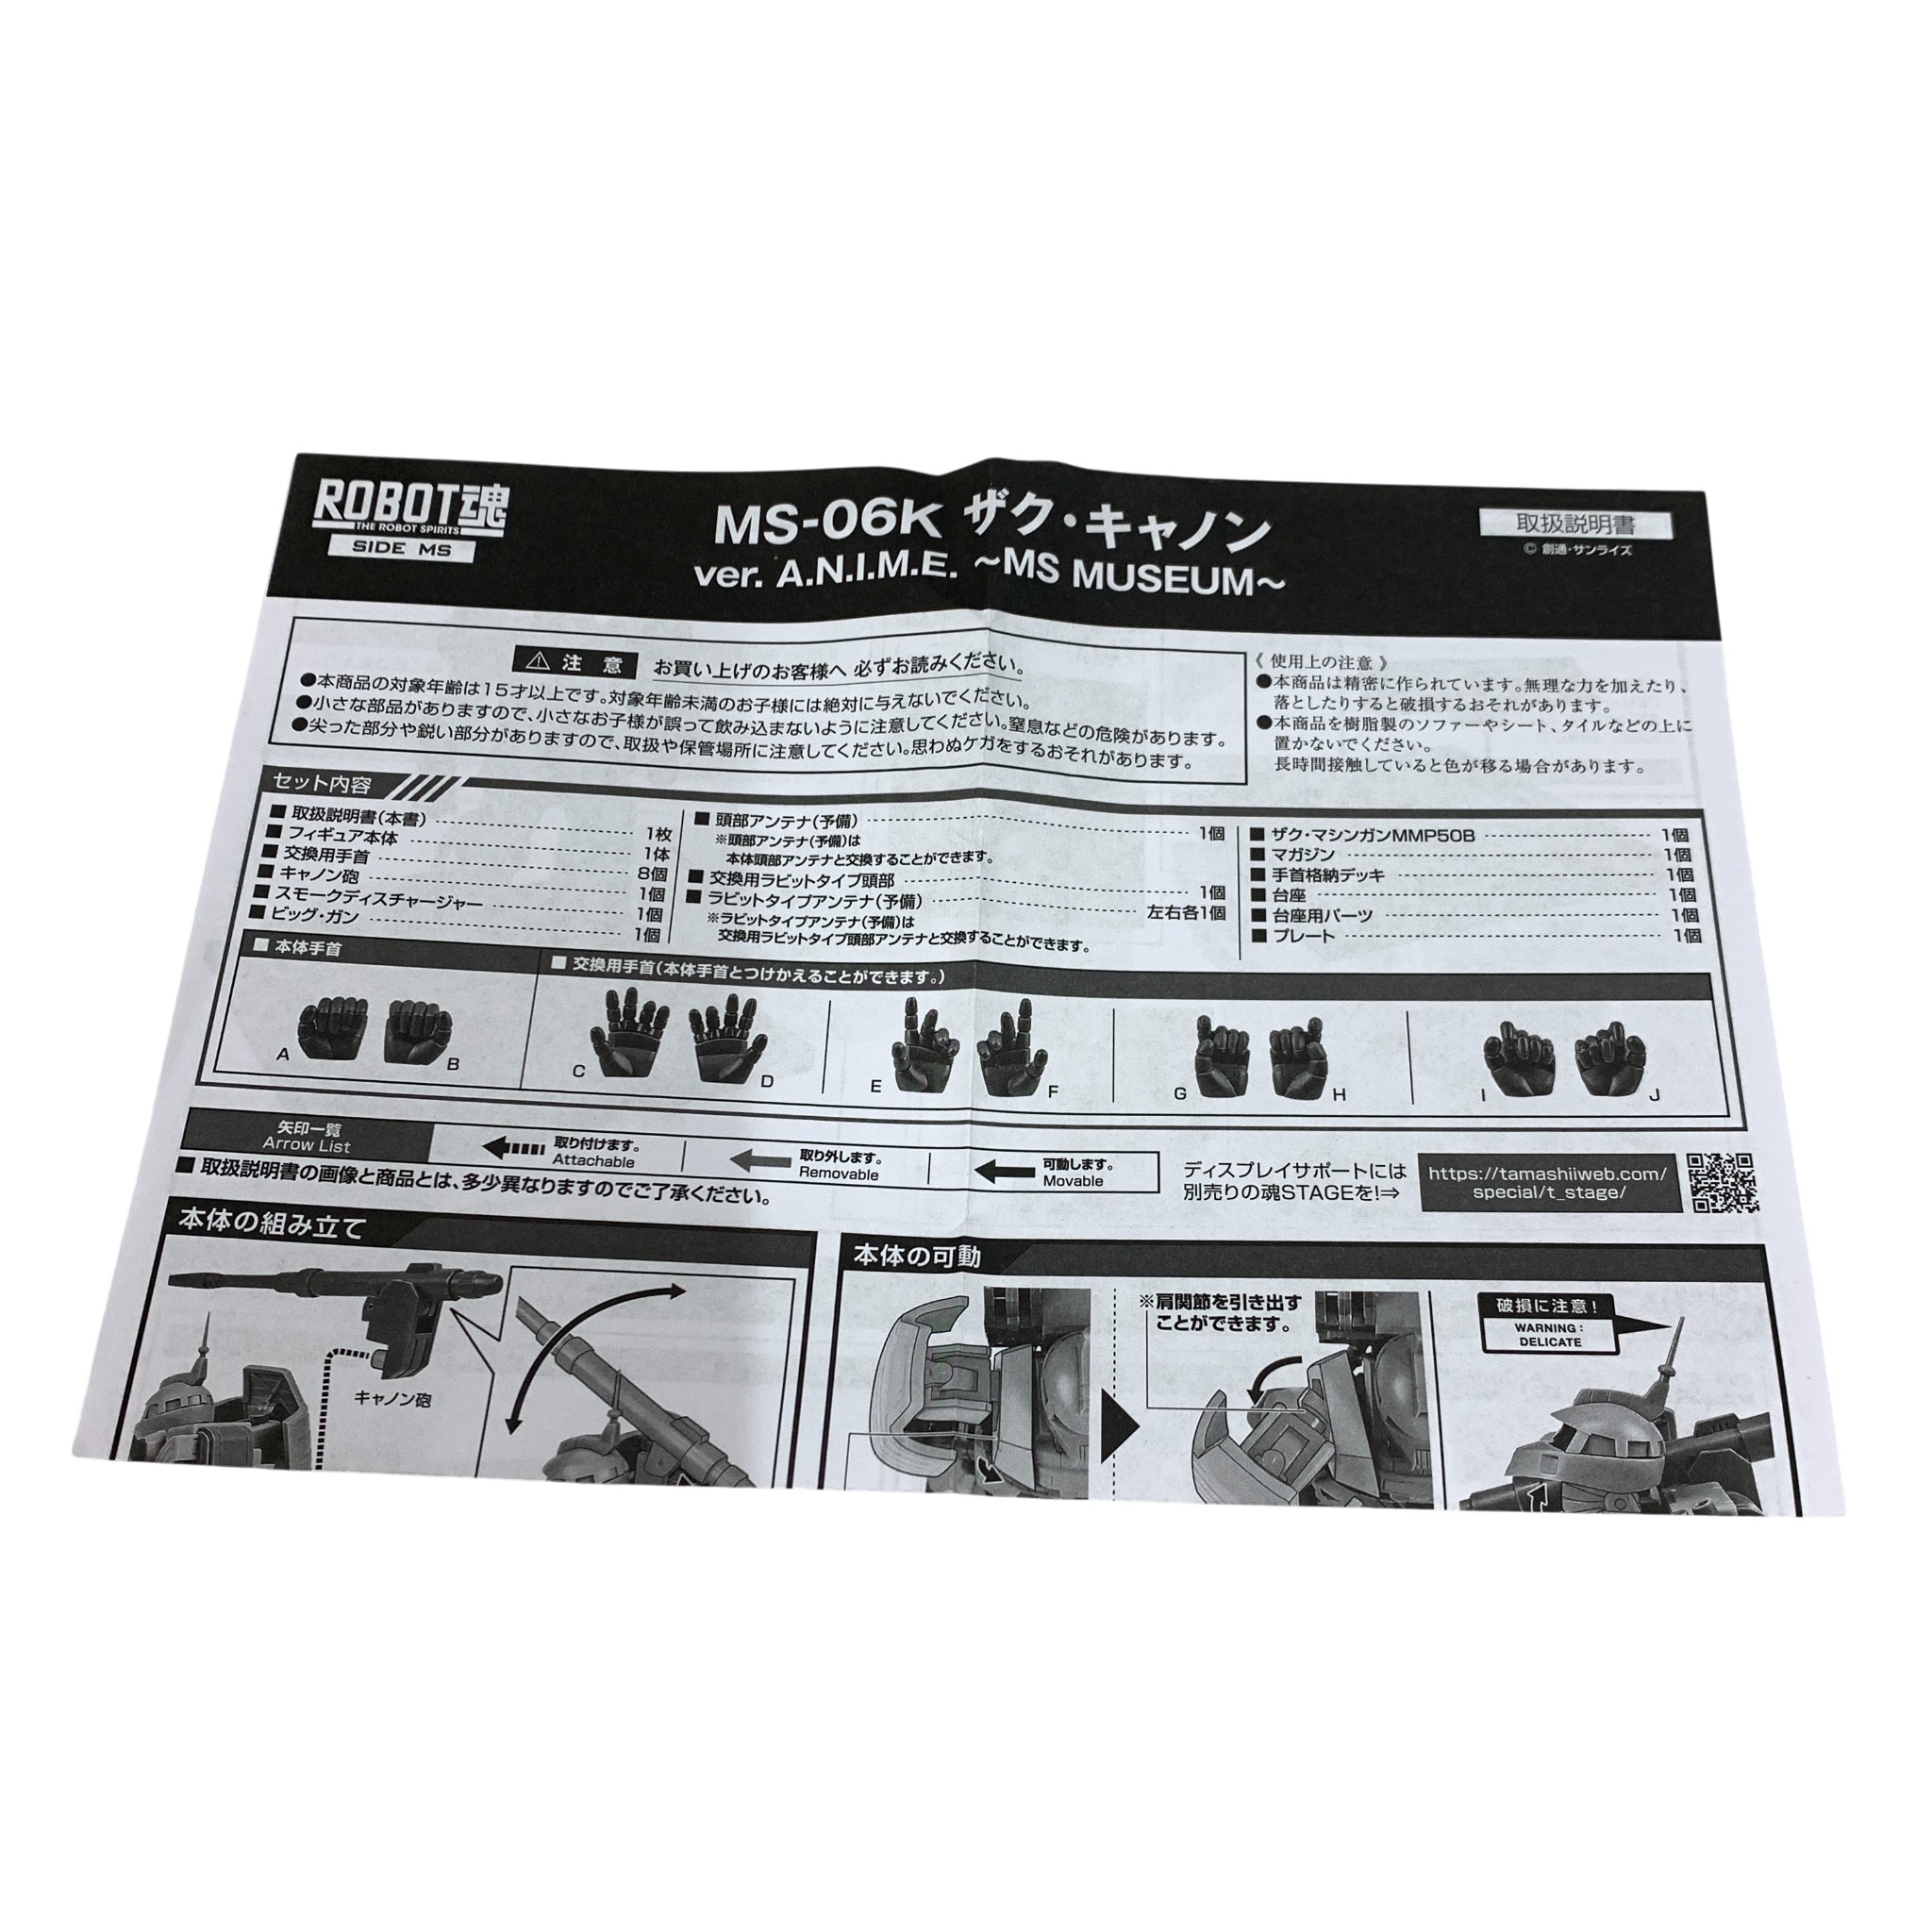 ROBOT魂
THE ROBOT SPIRITS
SIDE MS
MS-06K ザク・キャノン
ver. A.N.I.M.E. ～MS MUSEUM～
取扱説明書
© 創通・サンライズ
⚠ 注 意 お買い上げのお客様へ 必ずお読みください。
●本商品の対象年齢は15才以上です。対象年齢未満のお子様には絶対に与えないでください。
●小さな部品がありますので、小さなお子様が誤って飲み込まないように注意してください。窒息などの危険があります。
●尖った部分や鋭い部分がありますので、取扱や保管場所に注意してください。思わぬケガをするおそれがあります。
《 使用上の注意 》
●本商品は精密に作られています。無理な力を加えたり、
落としたりすると破損するおそれがあります。
●本商品を樹脂製のソファーやシート、タイルなどの上に
置かないでください。
長時間接触していると色が移る場合があります。
セット内容
■ 取扱説明書(本書) 1枚
■ フィギュア本体 1体
■ 交換用手首 8個
■ キャノン砲 1個
■ スモークディスチャージャー 1個
■ ビッグ・ガン 1個
■ 頭部アンテナ(予備) 1個
※頭部アンテナ(予備)は
本体頭部アンテナと交換することができます。
■ 交換用ラビットタイプ頭部 1個
■ ラビットタイプアンテナ(予備) 左右各1個
※ラビットタイプアンテナ(予備)は
交換用ラビットタイプ頭部アンテナと交換することができます。
■ ザク・マシンガンMMP50B 1個
■ マガジン 1個
■ 手首格納デッキ 1個
■ 台座 1個
■ 台座用パーツ 1個
■ プレート 1個
■ 本体手首
■ 交換用手首(本体手首とつけかえることができます。)
A B C D E F G H I J
矢印一覧
Arrow List
取り付けます。
Attachable
取り外します。
Removable
可動します。
Movable
ディスプレイサポートには
別売りの魂STAGEを!⇒
https://tamashiiweb.com/
special/t_stage/
■ 取扱説明書の画像と商品とは、多少異なりますのでご了承ください。
本体の組み立て
キャノン砲
本体の可動
※肩関節を引き出す
ことができます。
破損に注意!
WARNING:
DELICATE